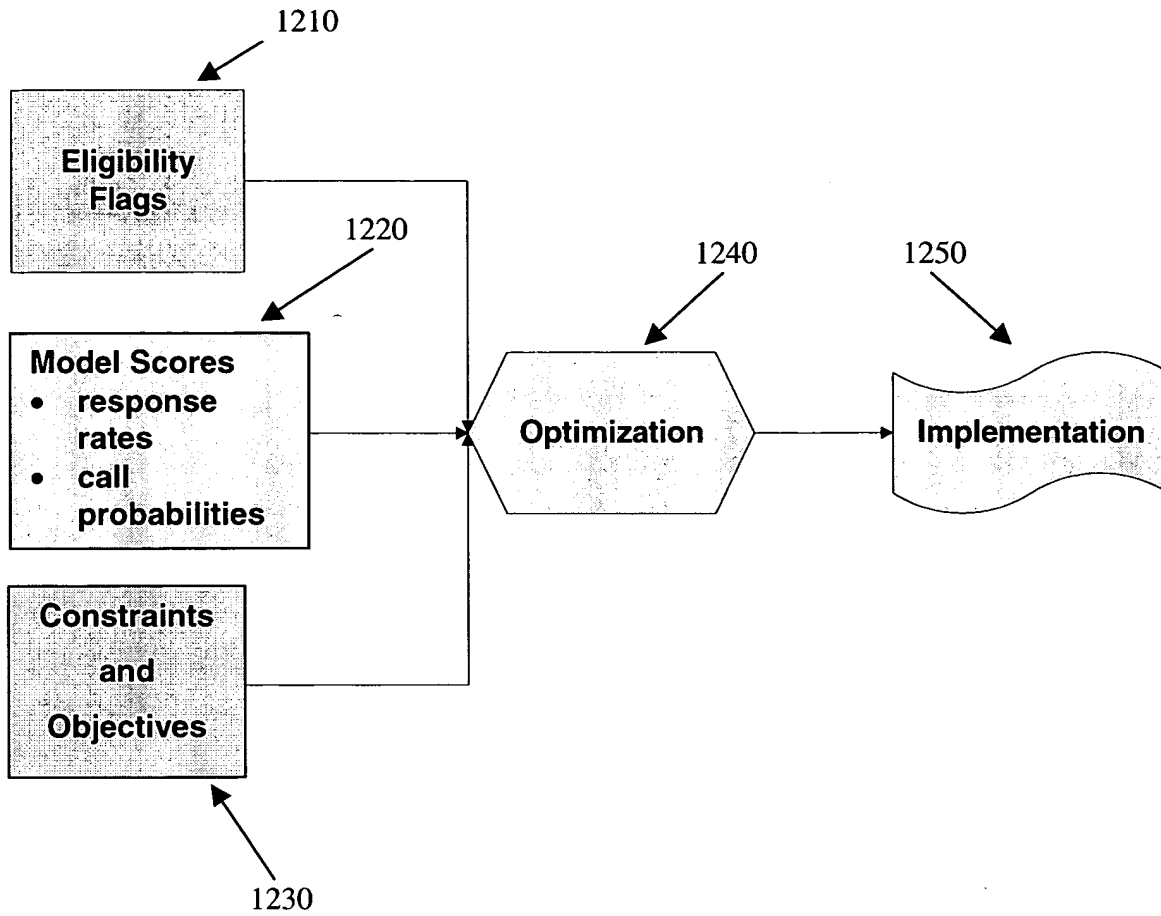 1210
Eligibility
Flags
1220
Model Scores
• response
rates
• call
probabilities
1240
Optimization
1250
Implementation
Constraints
and
Objectives
1230